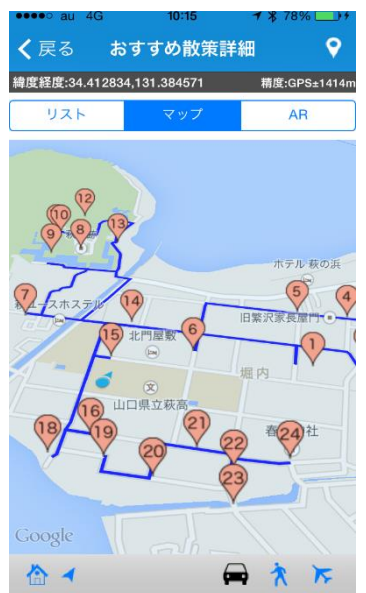 au 4G 10:15 78%
戻る おすすめ散策詳細
緯度経度:34.412834,131.384571 精度:GPS±1414m
リスト マップ AR
12
10
9 8 13
ホテル 萩の浜
7 14 5 4
ユースホステル
旧繁沢家長屋門
15 北門屋敷 6 1
堀内
文
山口県立萩高
16
18 19 21
20 22 春 社 24
23
Google